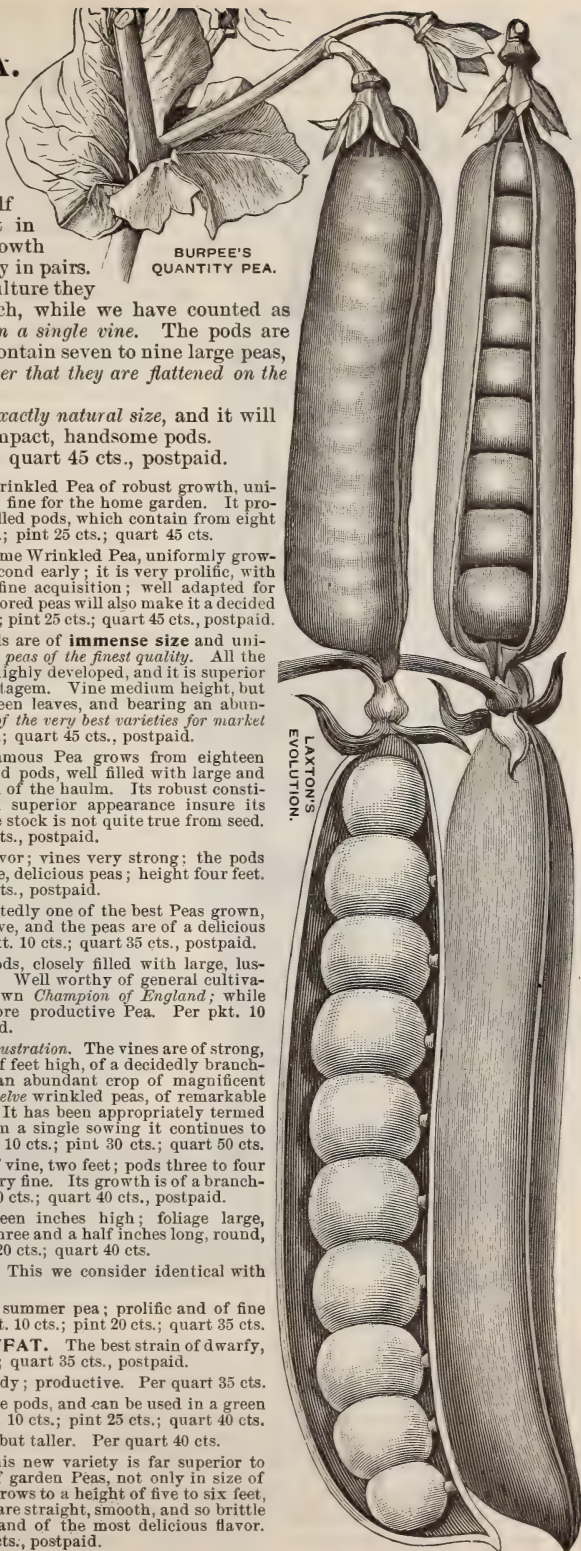 A.
BURPEE'S
QUANTITY PEA.
lf
t in
owth
y in pairs.
ulture they
ch, while we have counted as
n a single vine. The pods are
ontain seven to nine large peas,
er that they are flattened on the
xactly natural size, and it will
mpact, handsome pods.
quart 45 cts., postpaid.
rinkled Pea of robust growth, uni-
fine for the home garden. It pro-
lled pods, which contain from eight
.; pint 25 cts.; quart 45 cts.
me Wrinkled Pea, uniformly grow-
cond early; it is very prolific, with
fine acquisition; well adapted for
ored peas will also make it a decided
; pint 25 cts.; quart 45 cts., postpaid.
ls are of immense size and uni-
peas of the finest quality. All the
ighly developed, and it is superior
tagem. Vine medium height, but
een leaves, and bearing an abun-
of the very best varieties for market
.; quart 45 cts., postpaid.
amous Pea grows from eighteen
d pods, well filled with large and
of the haulm. Its robust consti-
superior appearance insure its
e stock is not quite true from seed.
ts., postpaid.
vor; vines very strong; the pods
e, delicious peas; height four feet.
ts., postpaid.
tedly one of the best Peas grown,
ve, and the peas are of a delicious
kt. 10 cts.; quart 35 cts., postpaid.
ods, closely filled with large, lus-
Well worthy of general cultiva-
wn Champion of England; while
ore productive Pea. Per pkt. 10
d.
ustration. The vines are of strong,
f feet high, of a decidedly branch-
an abundant crop of magnificent
elve wrinkled peas, of remarkable
It has been appropriately termed
m a single sowing it continues to
10 cts.; pint 30 cts.; quart 50 cts.
f vine, two feet; pods three to four
ry fine. Its growth is of a branch-
0 cts.; quart 40 cts., postpaid.
een inches high; foliage large,
hree and a half inches long, round,
20 cts.; quart 40 cts.
This we consider identical with
summer pea; prolific and of fine
t. 10 cts.; pint 20 cts.; quart 35 cts.
FAT. The best strain of dwarfy,
; quart 35 cts., postpaid.
dy; productive. Per quart 35 cts.
e pods, and can be used in a green
10 cts.; pint 25 cts.; quart 40 cts.
but taller. Per quart 40 cts.
his new variety is far superior to
f garden Peas, not only in size of
rows to a height of five to six feet,
are straight, smooth, and so brittle
and of the most delicious flavor.
cts., postpaid.
LAXTON'S
EVOLUTION.